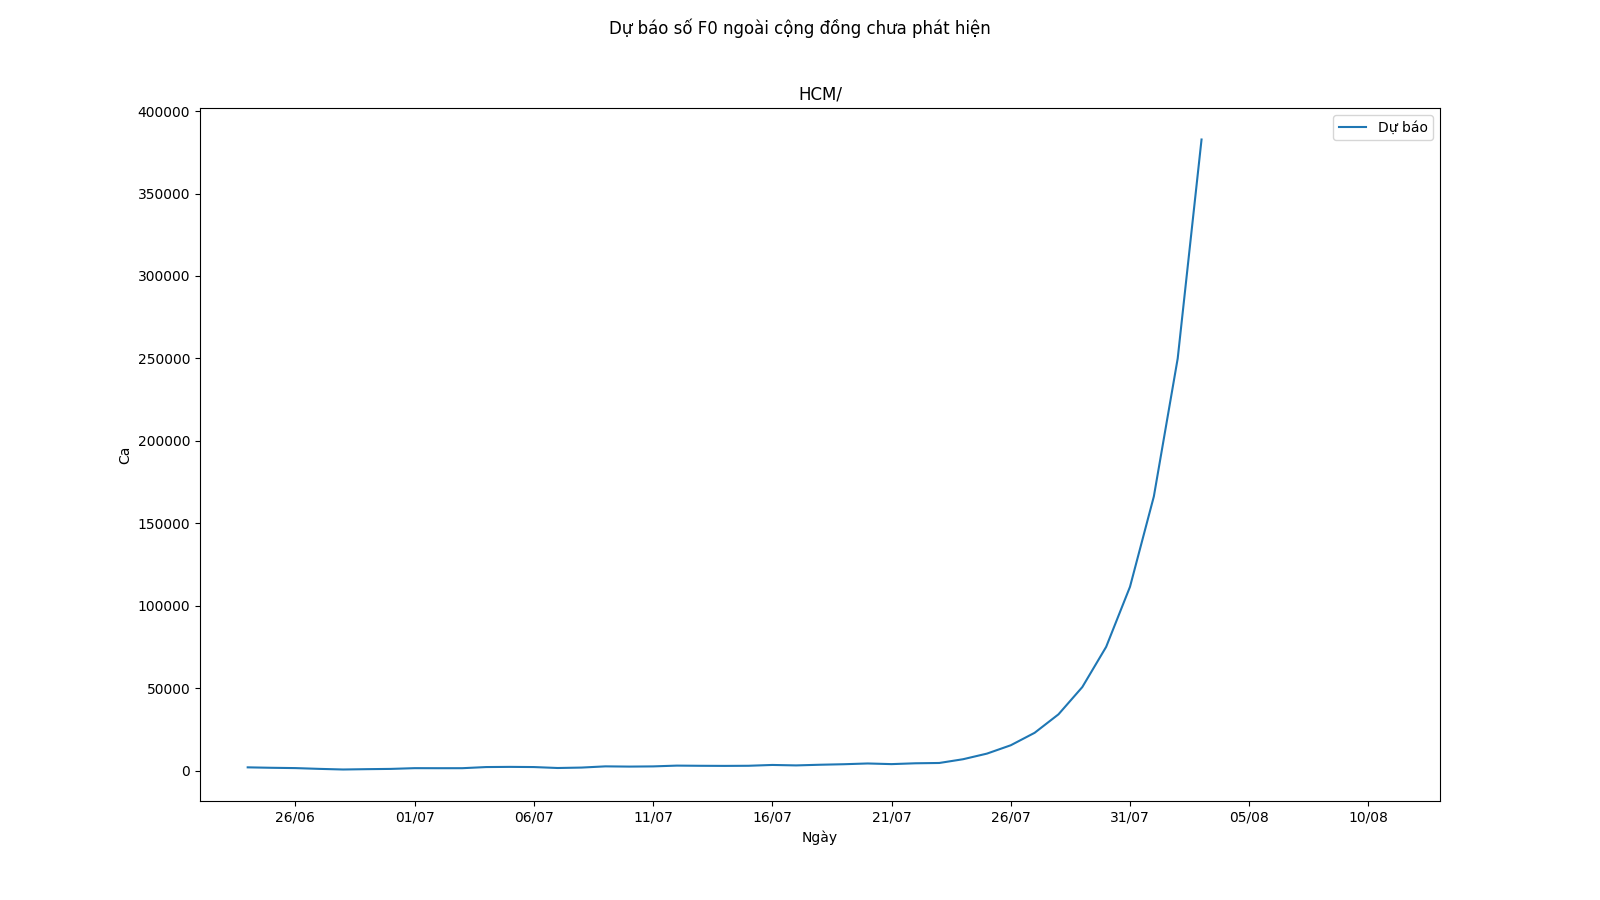 Dự báo số F0 ngoài cộng đồng chưa phát hiện
HCM/
Dự báo
400000
350000
300000
250000
200000
150000
100000
50000
0
Ca
26/06 01/07 06/07 11/07 16/07 21/07 26/07 31/07 05/08 10/08
Ngày